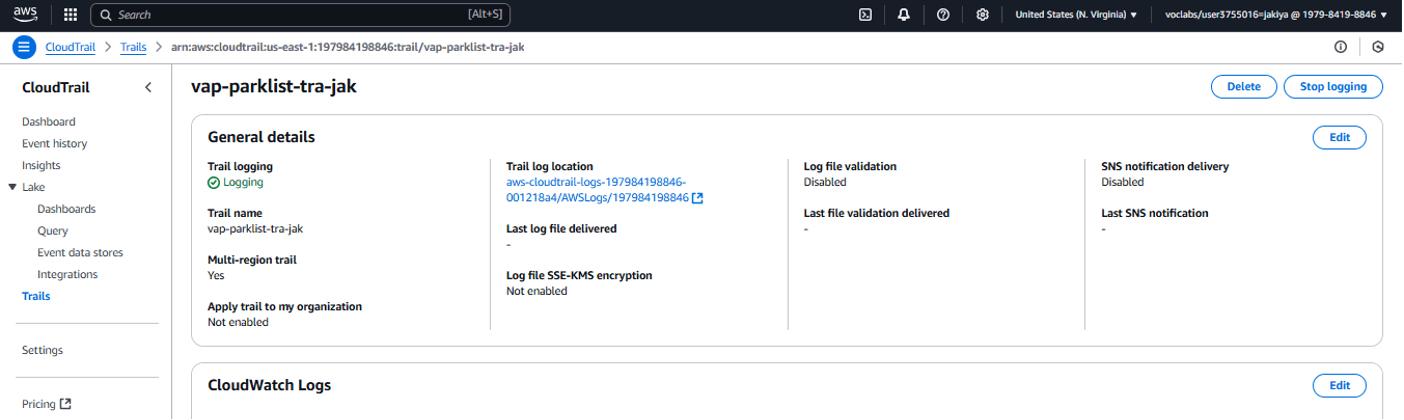 aws
Search
[Alt+S]
United States (N. Virginia)
voclabs/user3755016=jakiya @ 1979-8419-8846
CloudTrail
Trails
arn:aws:cloudtrail:us-east-1:197984198846:trail/vap-parklist-tra-jak
CloudTrail
Dashboard
Event history
Insights
Lake
Dashboards
Query
Event data stores
Integrations
Trails
Settings
Pricing
vap-parklist-tra-jak
Delete
Stop logging
General details
Edit
Trail logging
Logging
Trail name
vap-parklist-tra-jak
Multi-region trail
Yes
Apply trail to my organization
Not enabled
Trail log location
aws-cloudtrail-logs-197984198846-
001218a4/AWSLogs/197984198846
Last log file delivered
-
Log file SSE-KMS encryption
Not enabled
Log file validation
Disabled
Last file validation delivered
-
SNS notification delivery
Disabled
Last SNS notification
-
CloudWatch Logs
Edit